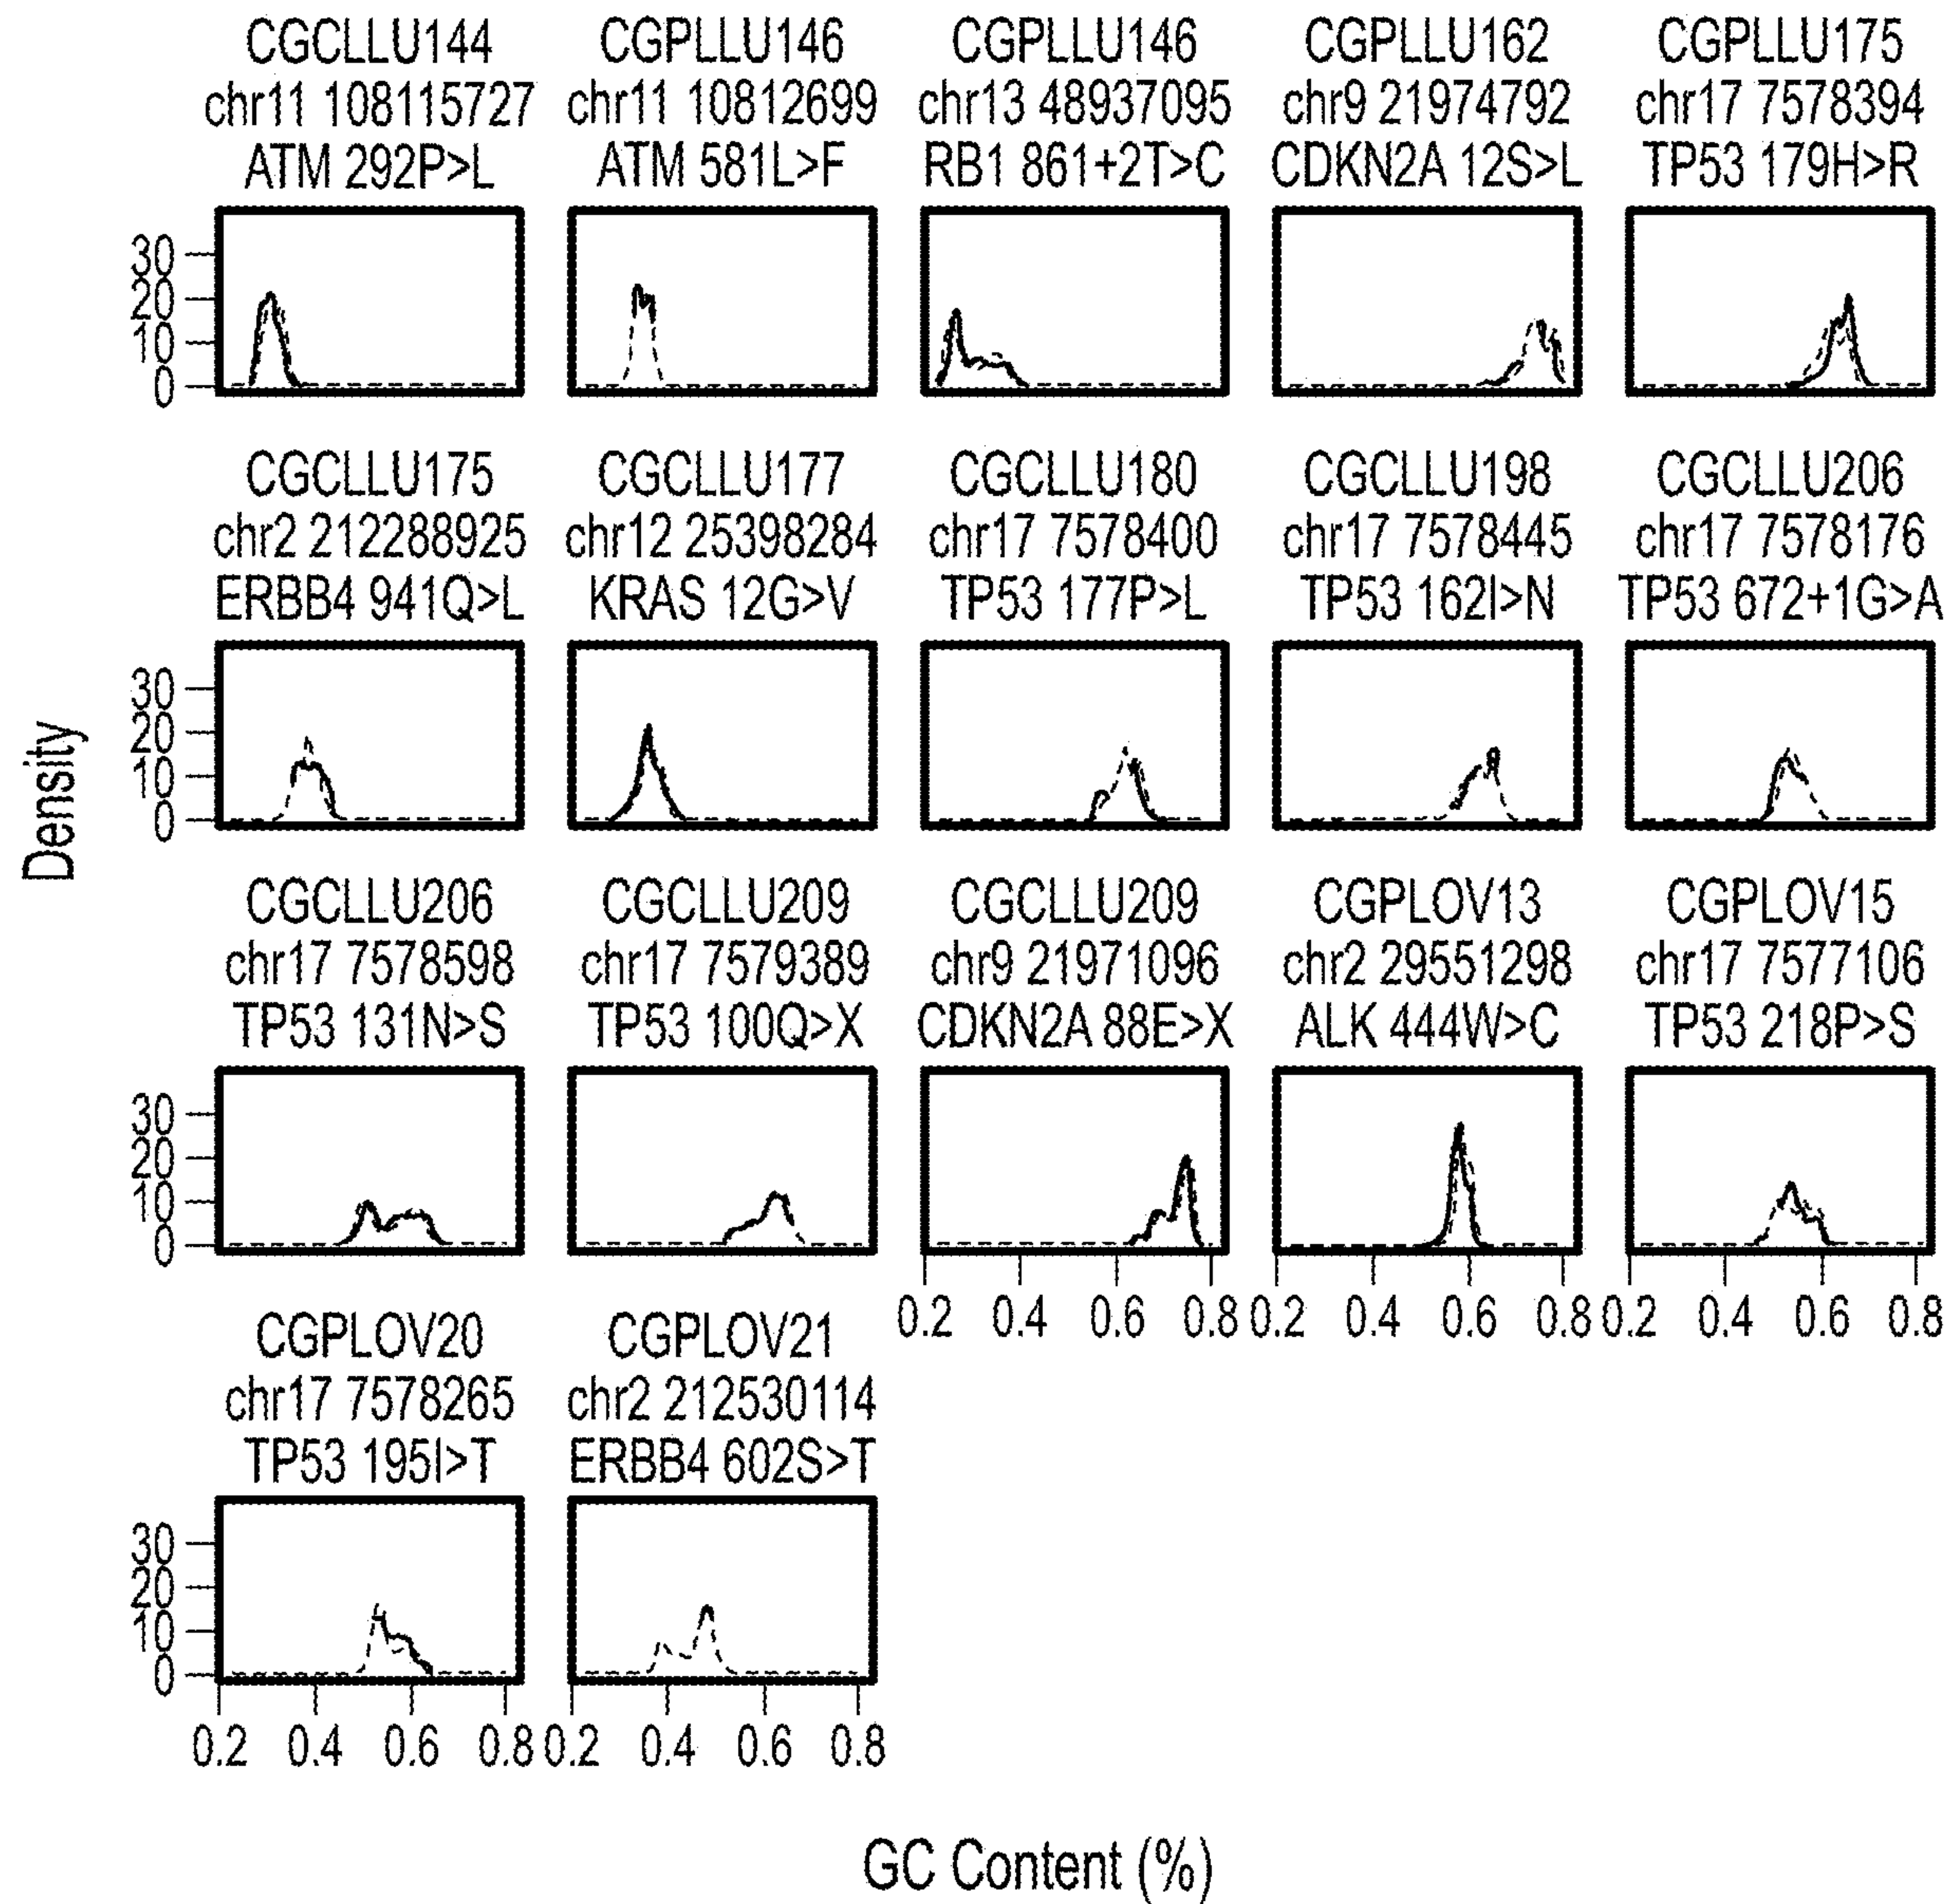 CGCLLU144 CGPLLU146 CGPLLU146 CGPLLU162 CGPLLU175
chr11 108115727 chr11 10812699 chr13 48937095 chr9 21974792 chr17 7578394
ATM 292P>L ATM 581L>F RB1 861+2T>C CDKN2A 12S>L TP53 179H>R
30
20
10
0
CGCLLU175 CGCLLU177 CGCLLU180 CGCLLU198 CGCLLU206
chr2 212288925 chr12 25398284 chr17 7578400 chr17 7578445 chr17 7578176
ERBB4 941Q>L KRAS 12G>V TP53 177P>L TP53 162I>N TP53 672+1G>A
30
20
10
0
Density
CGCLLU206 CGCLLU209 CGCLLU209 CGPLOV13 CGPLOV15
chr17 7578598 chr17 7579389 chr9 21971096 chr2 29551298 chr17 7577106
TP53 131N>S TP53 100Q>X CDKN2A 88E>X ALK 444W>C TP53 218P>S
30
20
10
0
0.2 0.4 0.6 0.8 0.2 0.4 0.6 0.8 0.2 0.4 0.6 0.8
CGPLOV20 CGPLOV21
chr17 7578265 chr2 212530114
TP53 195I>T ERBB4 602S>T
30
20
10
0
0.2 0.4 0.6 0.8 0.2 0.4 0.6 0.8
GC Content (%)